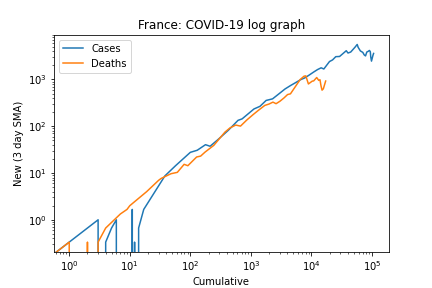 France: COVID-19 log graph
Cases
Deaths
New (3 day SMA)
10³
10²
10¹
10⁰
10⁰ 10¹ 10² 10³ 10⁴ 10⁵
Cumulative